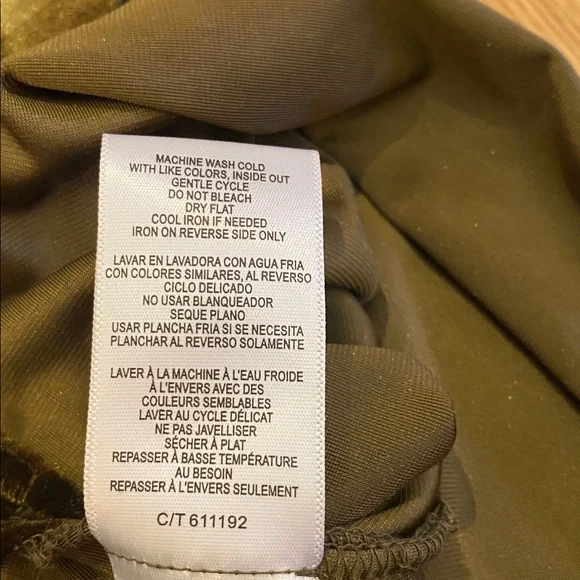 MACHINE WASH COLD
WITH LIKE COLORS, INSIDE OUT
GENTLE CYCLE
DO NOT BLEACH
DRY FLAT
COOL IRON IF NEEDED
IRON ON REVERSE SIDE ONLY
LAVAR EN LAVADORA CON AGUA FRIA
CON COLORES SIMILARES, AL REVERSO
CICLO DELICADO
NO USAR BLANQUEADOR
SEQUE PLANO
USAR PLANCHA FRIA SI SE NECESITA
PLANCHAR AL REVERSO SOLAMENTE
LAVER À LA MACHINE À L'EAU FROIDE
À L'ENVERS AVEC DES
COULEURS SEMBLABLES
LAVER AU CYCLE DÉLICAT
NE PAS JAVELLISER
SÉCHER À PLAT
REPASSER À BASSE TEMPÉRATURE
AU BESOIN
REPASSER À L'ENVERS SEULEMENT
C/T 611192